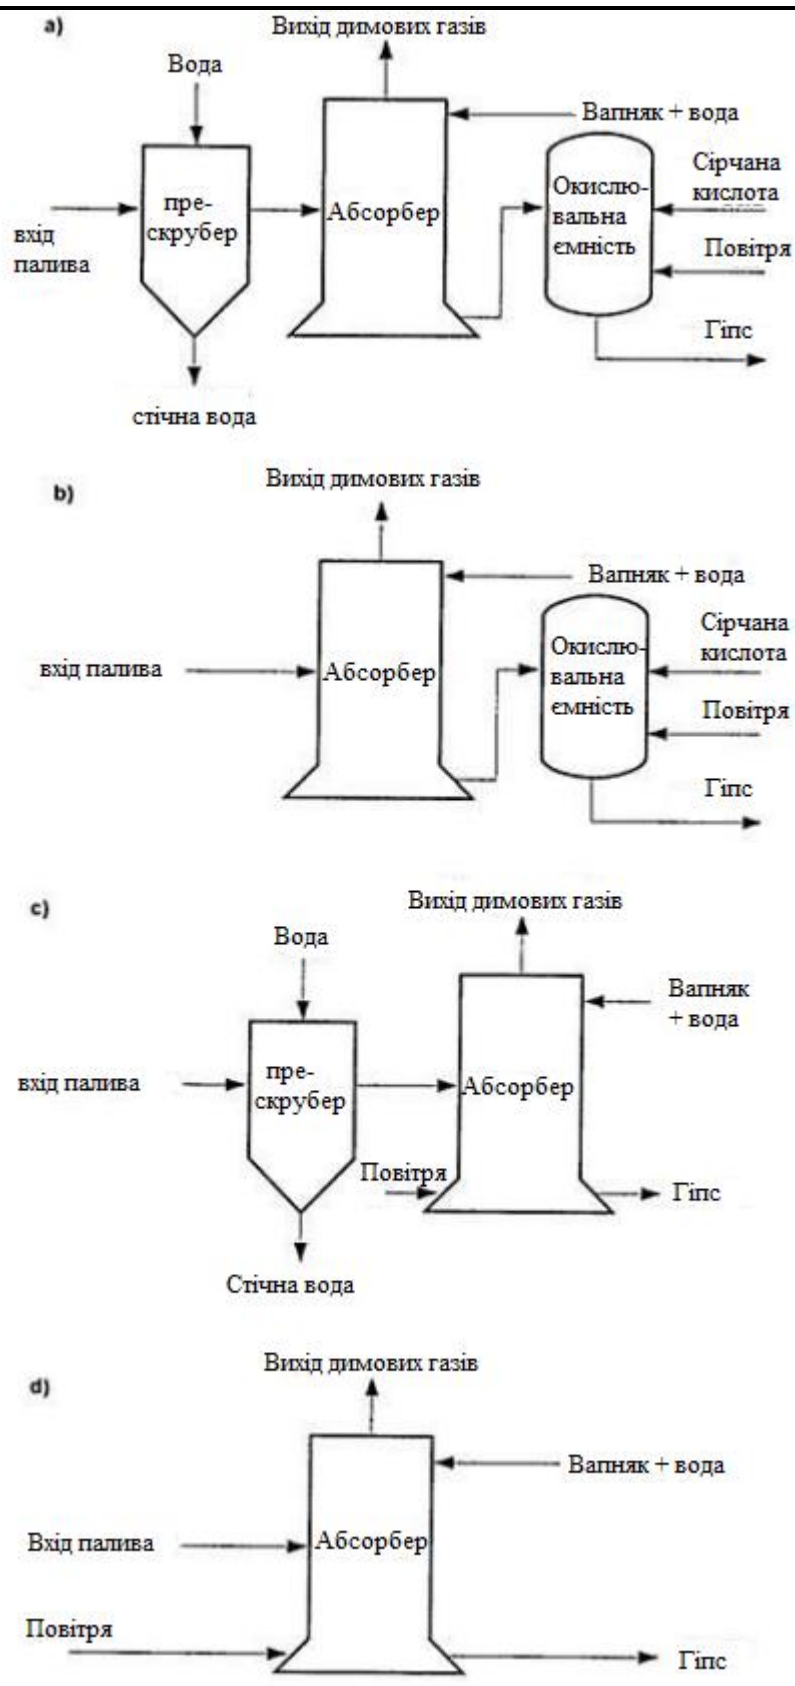 a)
Вихід димових газів
Вода
Вапняк + вода
Сірчана
кислота
Окислю-
вальна
ємність
пре-
скрубер
Абсорбер
вхід
палива
Повітря
Гіпс
стічна вода
b)
Вихід димових газів
Вапняк + вода
Сірчана
кислота
Окислю-
вальна
ємність
вхід палива
Абсорбер
Повітря
Гіпс
c)
Вихід димових газів
Вода
Вапняк
+ вода
пре-
скрубер
вхід палива
Абсорбер
Повітря
Гіпс
Стічна вода
d)
Вихід димових газів
Вапняк + вода
Вхід палива
Абсорбер
Повітря
Гіпс